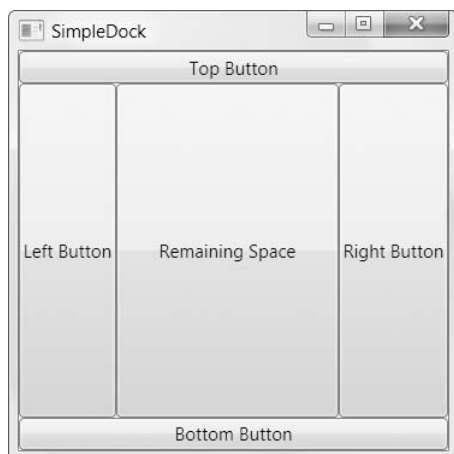 SimpleDock
Top Button
Left Button
Remaining Space
Right Button
Bottom Button